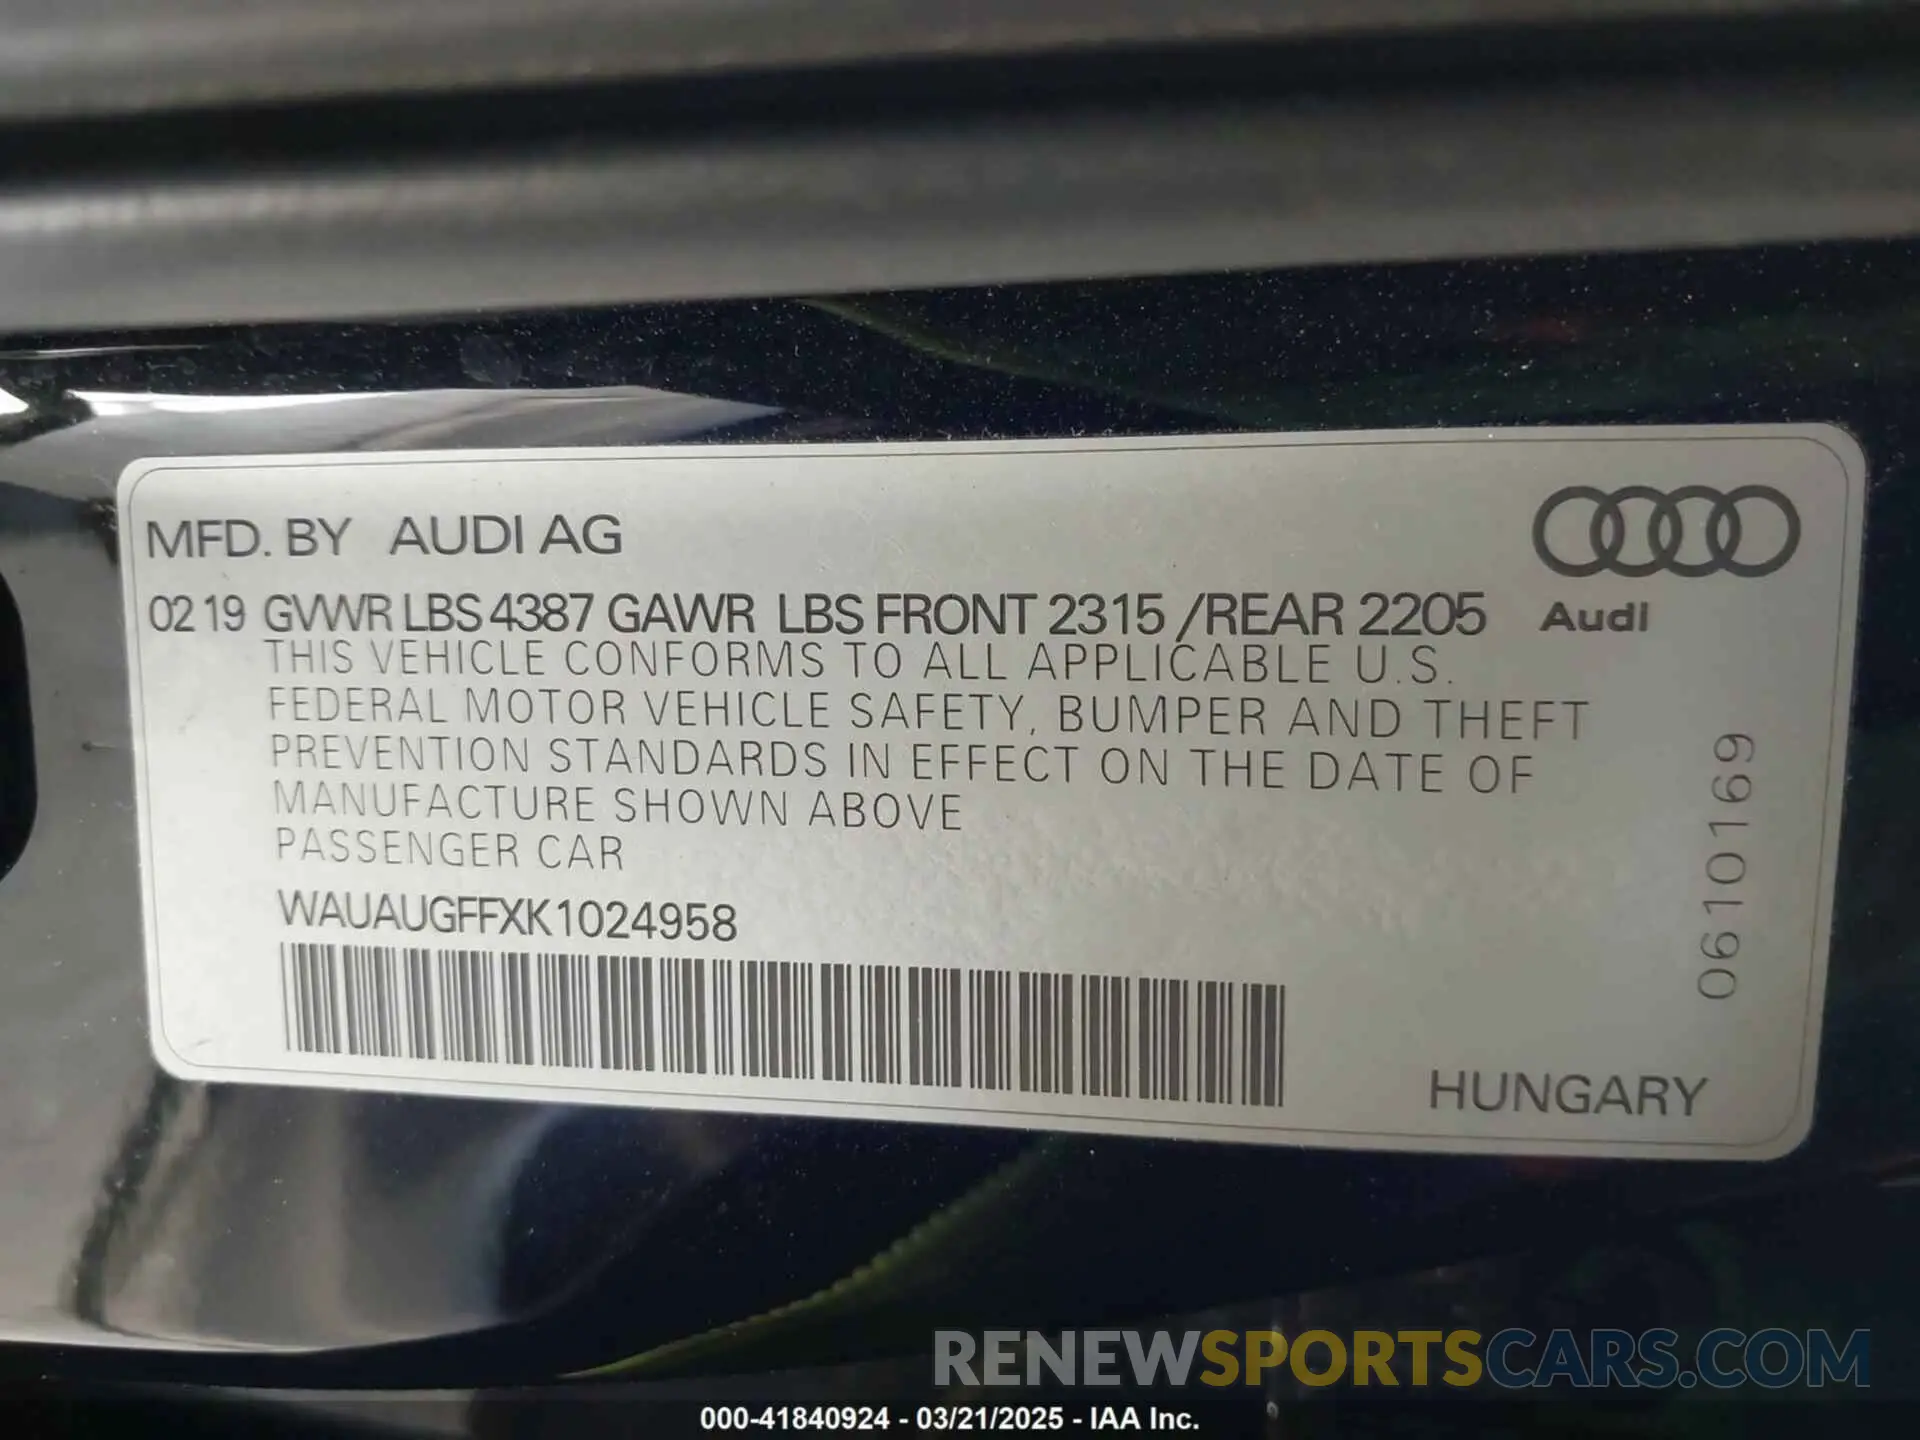 MFD. BY AUDI AG
02 19 GVWR LBS 4387 GAWR LBS FRONT 2315 /REAR 2205
Audi
THIS VEHICLE CONFORMS TO ALL APPLICABLE U.S.
FEDERAL MOTOR VEHICLE SAFETY, BUMPER AND THEFT
PREVENTION STANDARDS IN EFFECT ON THE DATE OF
MANUFACTURE SHOWN ABOVE
PASSENGER CAR
WAUAUGFFXK1024958
0610169
HUNGARY
RENEWSPORTSCARS.COM
000-41840924 - 03/21/2025 - IAA Inc.